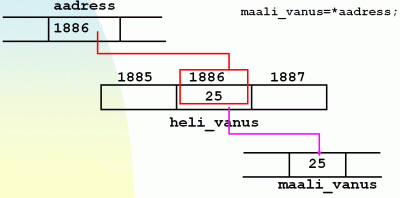 aadress
maali_vanus=*aadress;
1886
1885 1886 1887
25
heli_vanus
25
maali_vanus